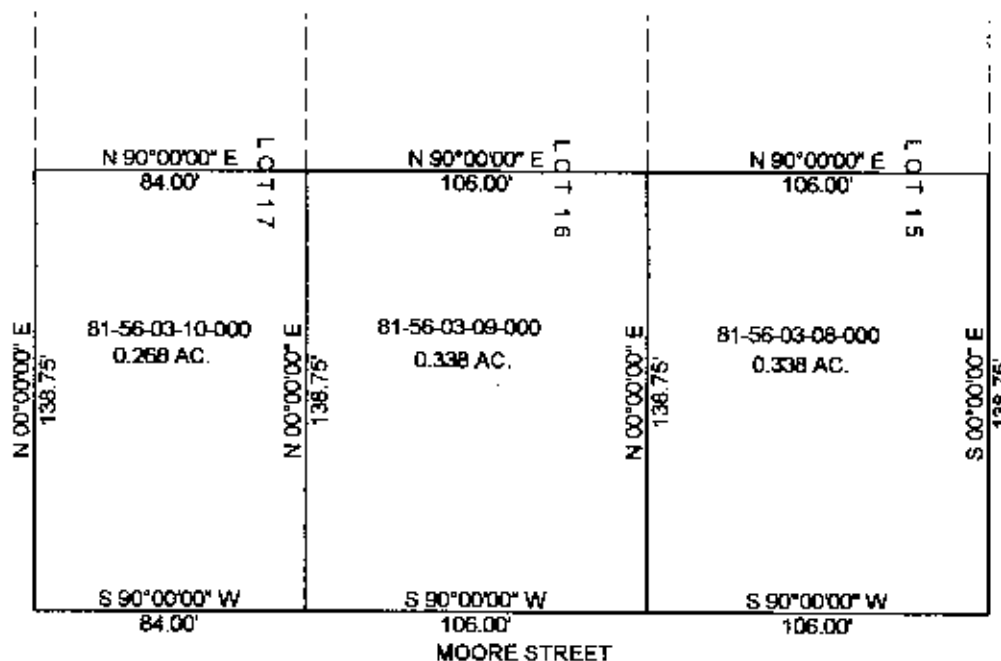 N 90°00'00" E
84.00'
LOT 17
N 90°00'00" E
106.00'
LOT 16
N 90°00'00" E
106.00'
LOT 15
N 00°00'00" E
138.75'
81-56-03-10-000
0.268 AC.
N 00°00'00" E
138.75'
81-56-03-09-000
0.338 AC.
N 00°00'00" E
138.75'
81-56-03-08-000
0.338 AC.
S 00°00'00" E
138.75'
S 90°00'00" W
84.00'
S 90°00'00" W
106.00'
S 90°00'00" W
106.00'
MOORE STREET